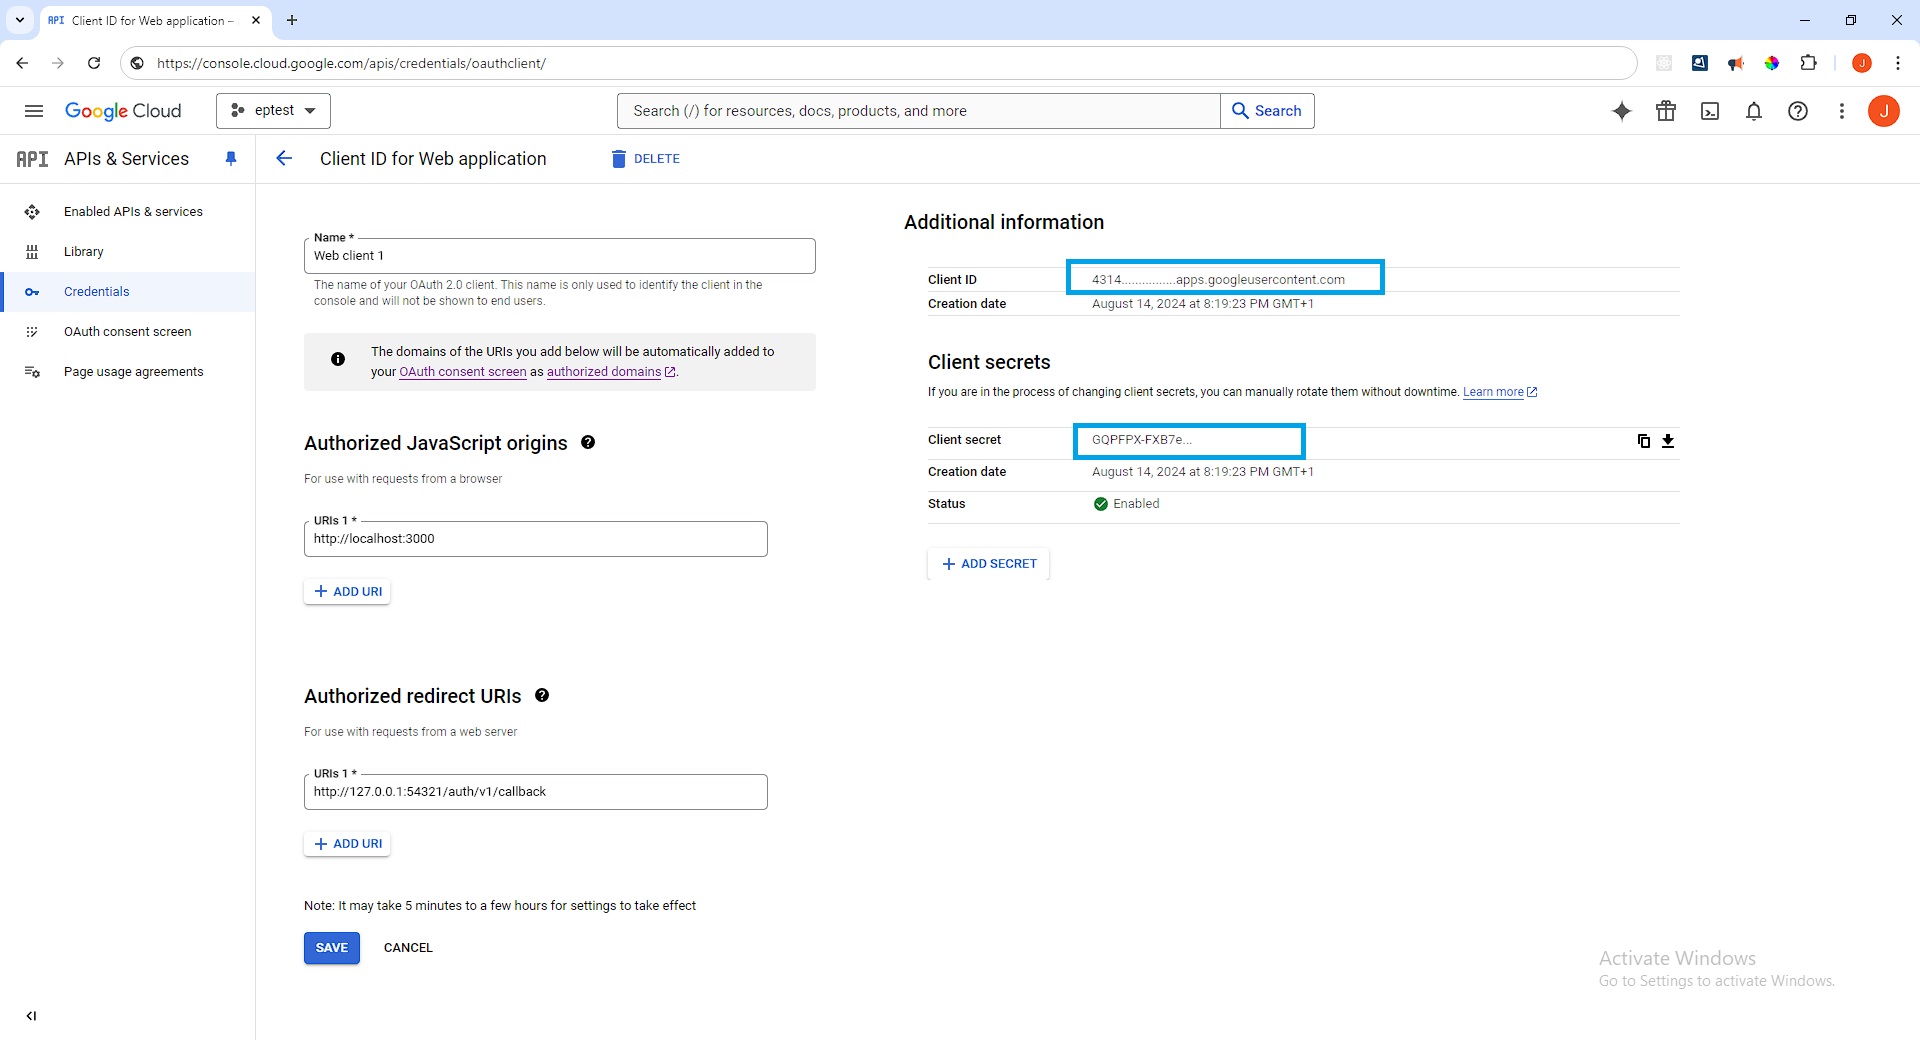 API Client ID for Web application –
https://console.cloud.google.com/apis/credentials/oauthclient/
J
Google Cloud
eptest
Search (/) for resources, docs, products, and more
Search
J
API APIs & Services
Client ID for Web application
DELETE
Enabled APIs & services
Library
Credentials
OAuth consent screen
Page usage agreements
Name *
Web client 1
The name of your OAuth 2.0 client. This name is only used to identify the client in the
console and will not be shown to end users.
The domains of the URIs you add below will be automatically added to
your OAuth consent screen as authorized domains.
Authorized JavaScript origins
For use with requests from a browser
URIs 1 *
http://localhost:3000
+ ADD URI
Authorized redirect URIs
For use with requests from a web server
URIs 1 *
http://127.0.0.1:54321/auth/v1/callback
+ ADD URI
Note: It may take 5 minutes to a few hours for settings to take effect
SAVE
CANCEL
Additional information
Client ID 4314................apps.googleusercontent.com
Creation date August 14, 2024 at 8:19:23 PM GMT+1
Client secrets
If you are in the process of changing client secrets, you can manually rotate them without downtime. Learn more
Client secret GQPFPX-FXB7e...
Creation date August 14, 2024 at 8:19:23 PM GMT+1
Status Enabled
+ ADD SECRET
Activate Windows
Go to Settings to activate Windows.